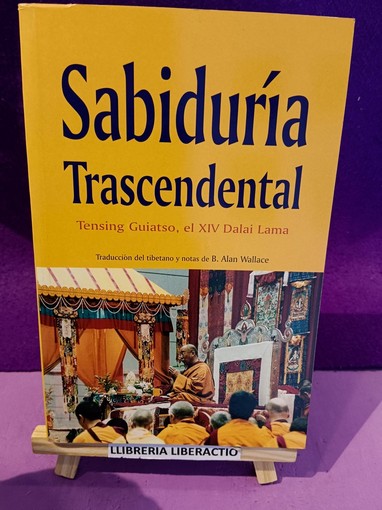 Sabiduría
Trascendental
Tensing Guiatso, el XIV Dalai Lama
Traducción del tibetano y notas de B. Alan Wallace
LLIBRERIA LIBERACTIO